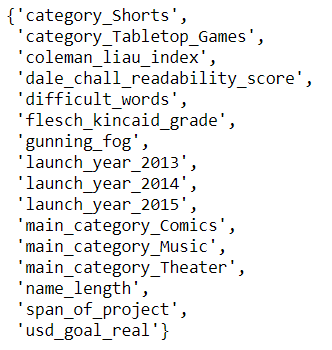 {'category_Shorts',
'category_Tabletop_Games',
'coleman_liau_index',
'dale_chall_readability_score',
'difficult_words',
'flesch_kincaid_grade',
'gunning_fog',
'launch_year_2013',
'launch_year_2014',
'launch_year_2015',
'main_category_Comics',
'main_category_Music',
'main_category_Theater',
'name_length',
'span_of_project',
'usd_goal_real'}